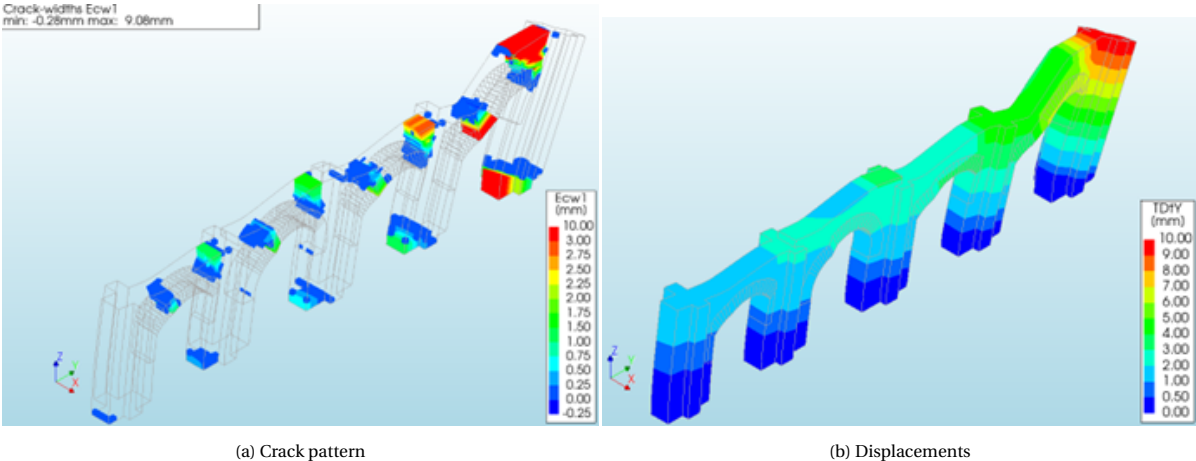 Crack-widths Ecw1
min: -0.28mm max: 9.08mm
Ecw1
(mm)
10.00
3.00
2.75
2.50
2.25
2.00
1.75
1.50
1.00
0.75
0.50
0.25
0.00
-0.25
Z
Y
X
(a) Crack pattern
TDtY
(mm)
10.00
9.00
8.00
7.00
6.00
5.00
4.00
3.00
2.00
1.00
0.50
0.00
Z
Y
X
(b) Displacements